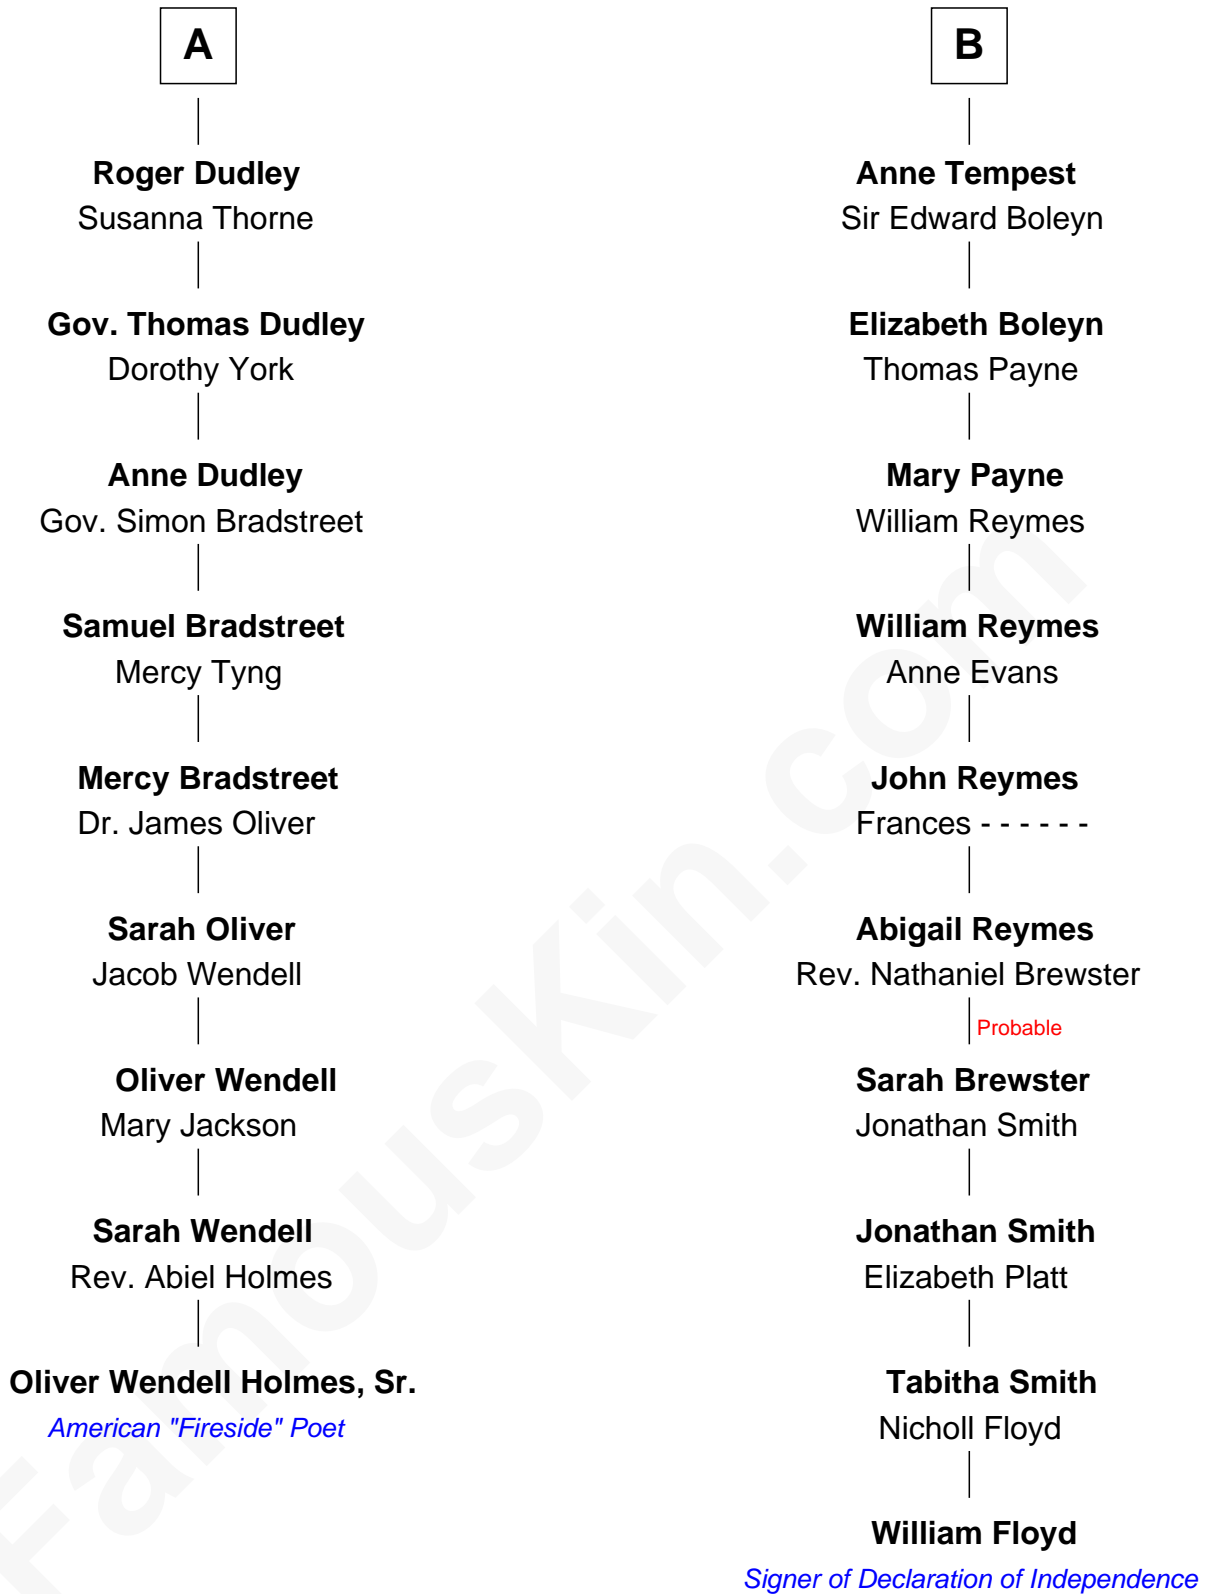 A
Roger Dudley
Susanna Thorne
Gov. Thomas Dudley
Dorothy York
Anne Dudley
Gov. Simon Bradstreet
Samuel Bradstreet
Mercy Tyng
Mercy Bradstreet
Dr. James Oliver
Sarah Oliver
Jacob Wendell
Oliver Wendell
Mary Jackson
Sarah Wendell
Rev. Abiel Holmes
Oliver Wendell Holmes, Sr.
American "Fireside" Poet
B
Anne Tempest
Sir Edward Boleyn
Elizabeth Boleyn
Thomas Payne
Mary Payne
William Reymes
William Reymes
Anne Evans
John Reymes
Frances - - - - - -
Abigail Reymes
Rev. Nathaniel Brewster
Probable
Sarah Brewster
Jonathan Smith
Jonathan Smith
Elizabeth Platt
Tabitha Smith
Nicholl Floyd
William Floyd
Signer of Declaration of Independence
FamousKin.com